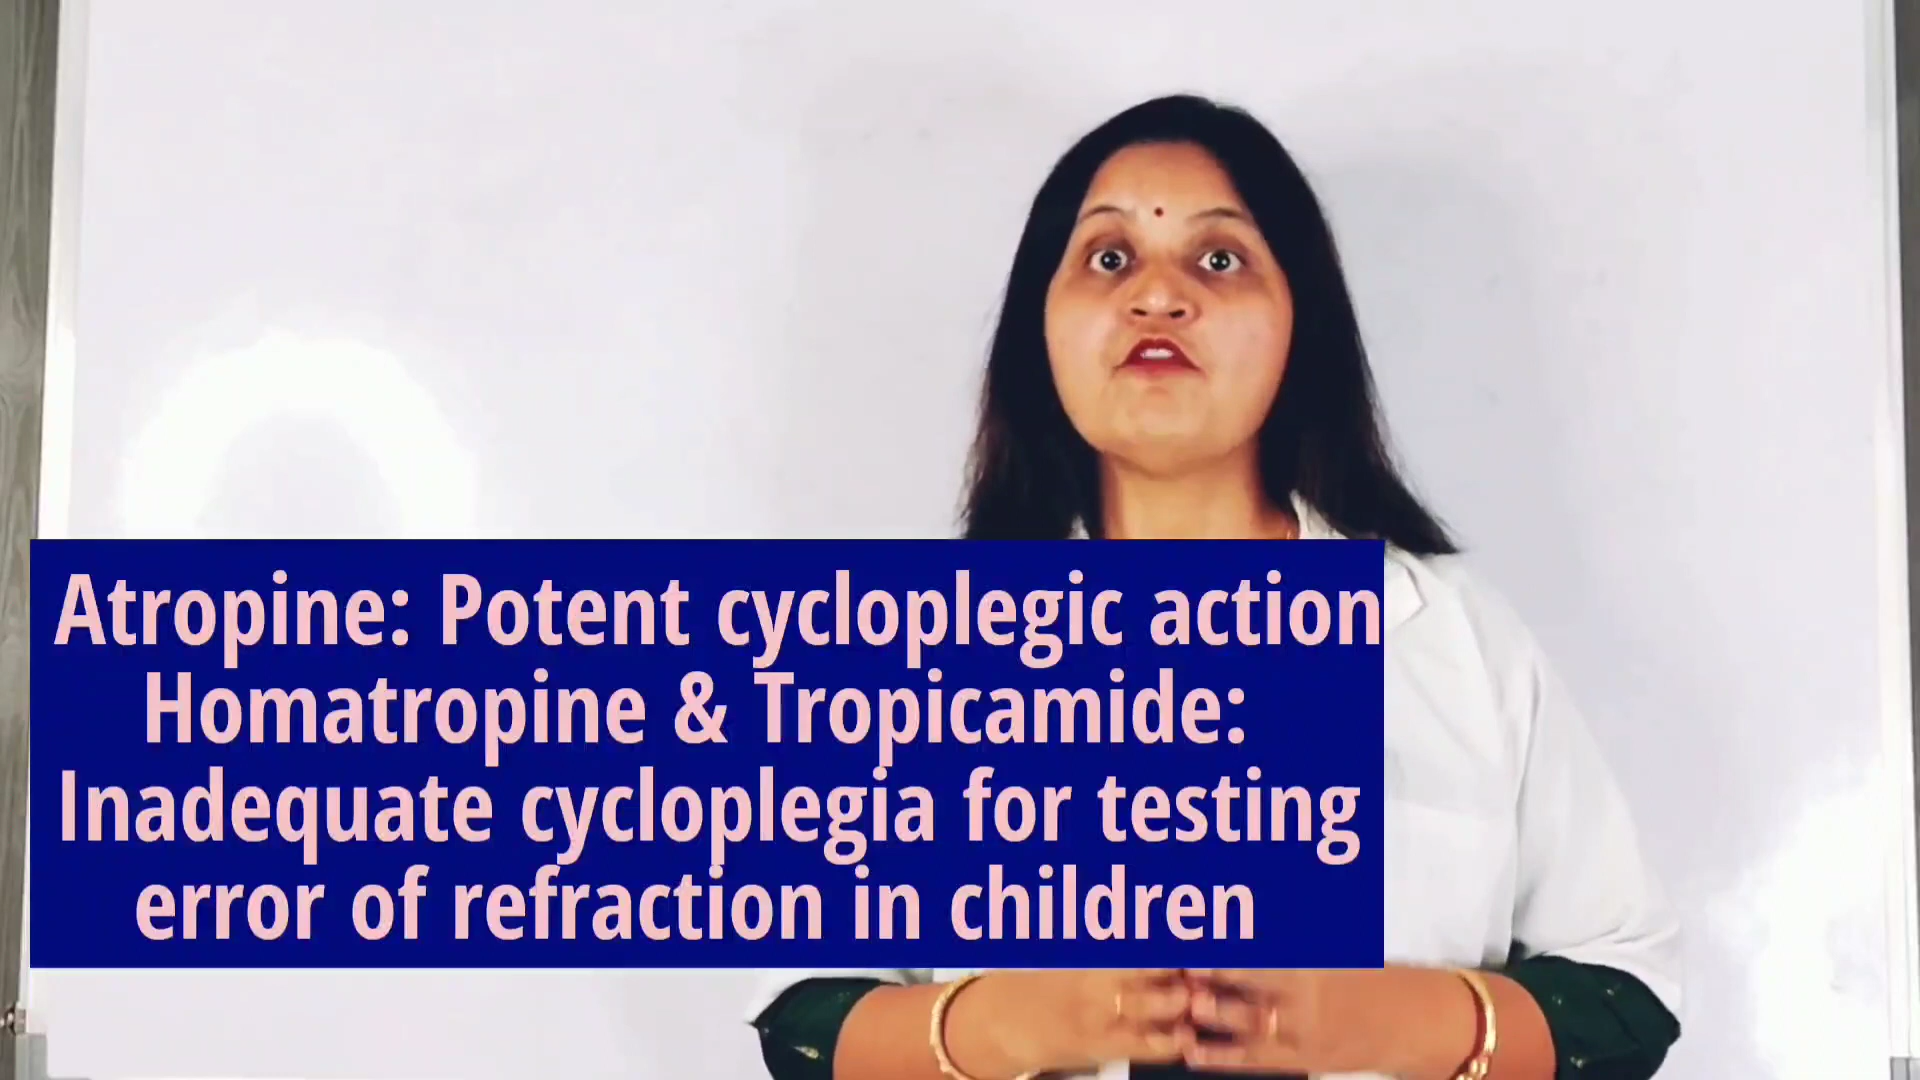 Atropine: Potent cycloplegic action
Homatropine & Tropicamide:
Inadequate cycloplegia for testing
error of refraction in children